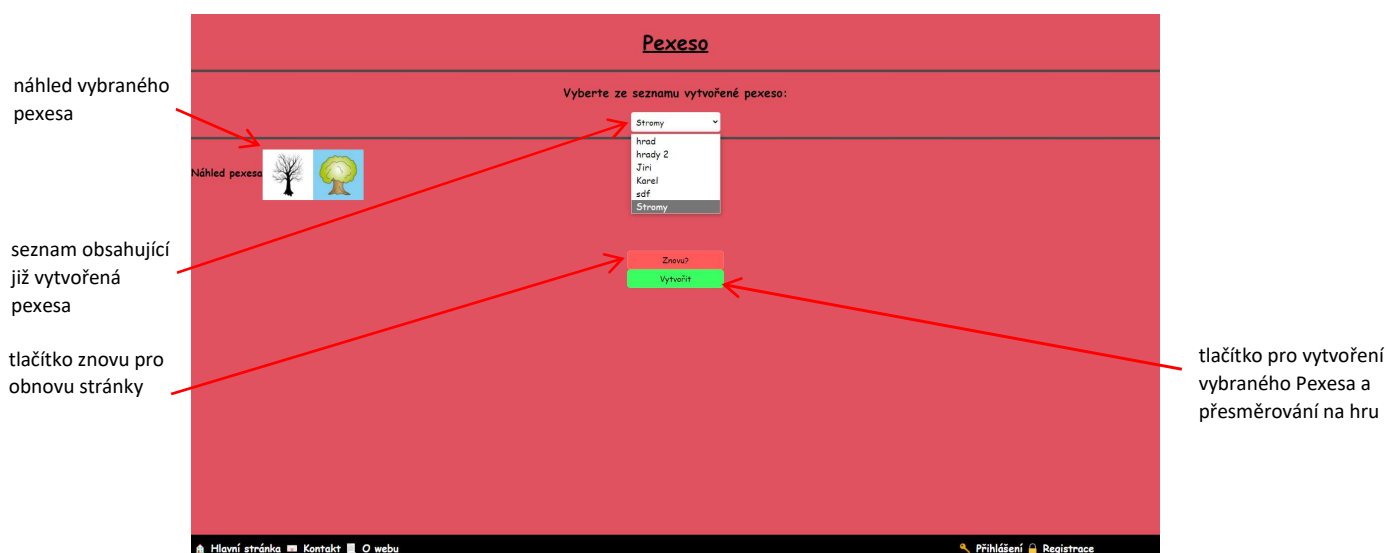 Pexeso
náhled vybraného
pexesa
Vyberte ze seznamu vytvořené pexeso:
Stromy
hrad
hrady 2
Jiri
Karel
sdf
Stromy
Náhled pexesa
seznam obsahující
již vytvořená
pexesa
Znovu?
Vytvořit
tlačítko znovu pro
obnovu stránky
tlačítko pro vytvoření
vybraného Pexesa a
přesměrování na hru
Hlavní stránka Kontakt O webu Přihlášení Registrace